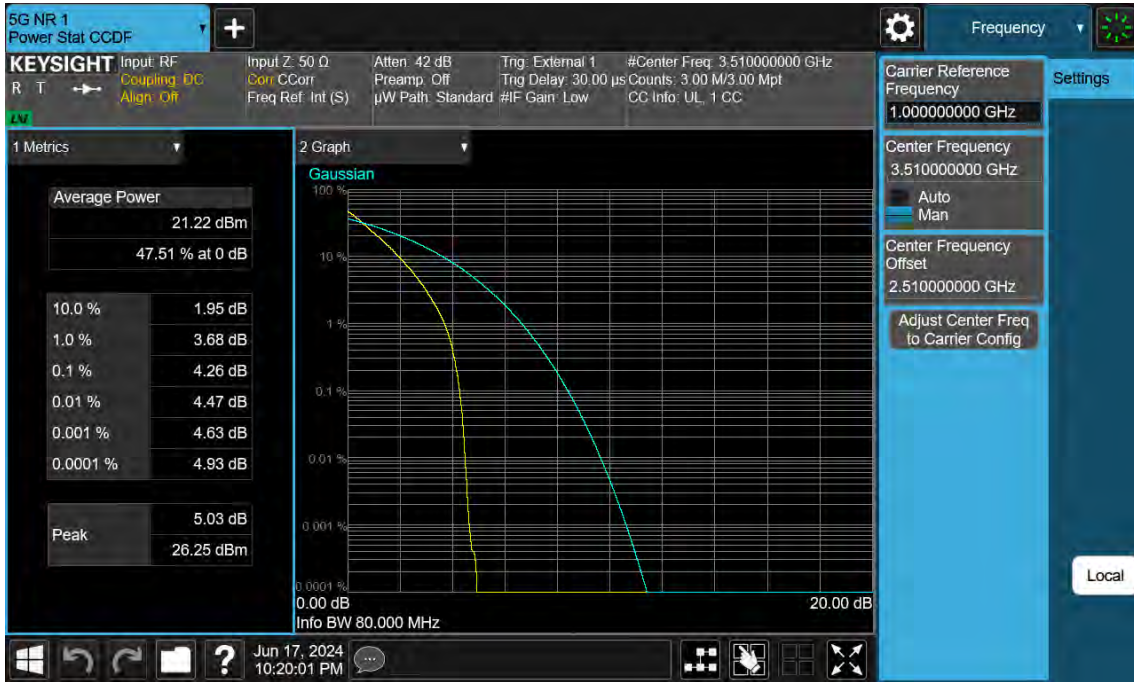 5G NR 1
Power Stat CCDF
Frequency
KEYSIGHT
R T
LNI
Input: RF
Coupling: DC
Align: Off
Input Z: 50 Ω
Corr CCorr
Freq Ref: Int (S)
Atten: 42 dB
Preamp: Off
µW Path: Standard
Trig: External 1
Trig Delay: 30.00 µs
#IF Gain: Low
#Center Freq: 3.510000000 GHz
Counts: 3.00 M/3.00 Mpt
CC Info: UL, 1 CC
1 Metrics
Average Power
21.22 dBm
47.51 % at 0 dB
10.0 % 1.95 dB
1.0 % 3.68 dB
0.1 % 4.26 dB
0.01 % 4.47 dB
0.001 % 4.63 dB
0.0001 % 4.93 dB
Peak
5.03 dB
26.25 dBm
2 Graph
Gaussian
100 %
10 %
1 %
0.1 %
0.01 %
0.001 %
0.0001 %
0.00 dB 20.00 dB
Info BW 80.000 MHz
Carrier Reference
Frequency
1.000000000 GHz
Center Frequency
3.510000000 GHz
Auto
Man
Center Frequency
Offset
2.510000000 GHz
Adjust Center Freq
to Carrier Config
Settings
Local
Jun 17, 2024
10:20:01 PM